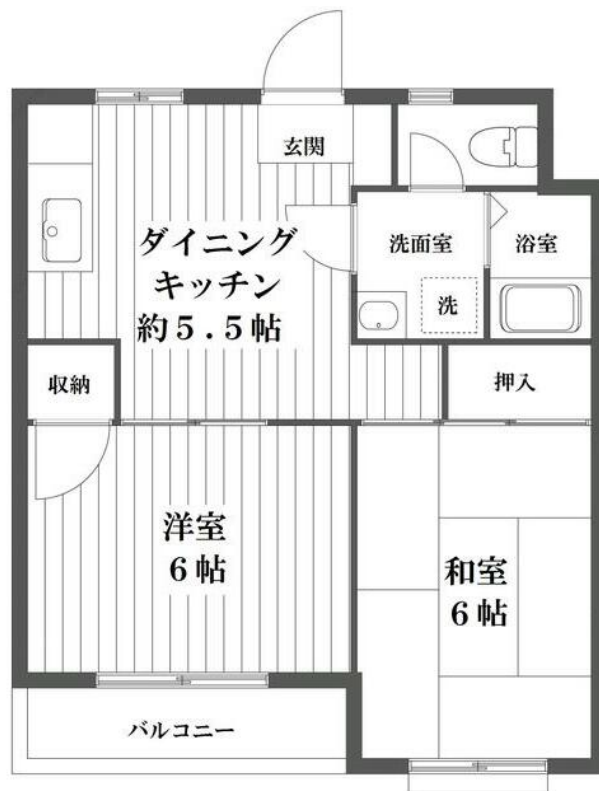 玄関
ダイニング
キッチン
約５.５帖
洗面室
浴室
洗
収納
押入
洋室
６帖
和室
６帖
バルコニー